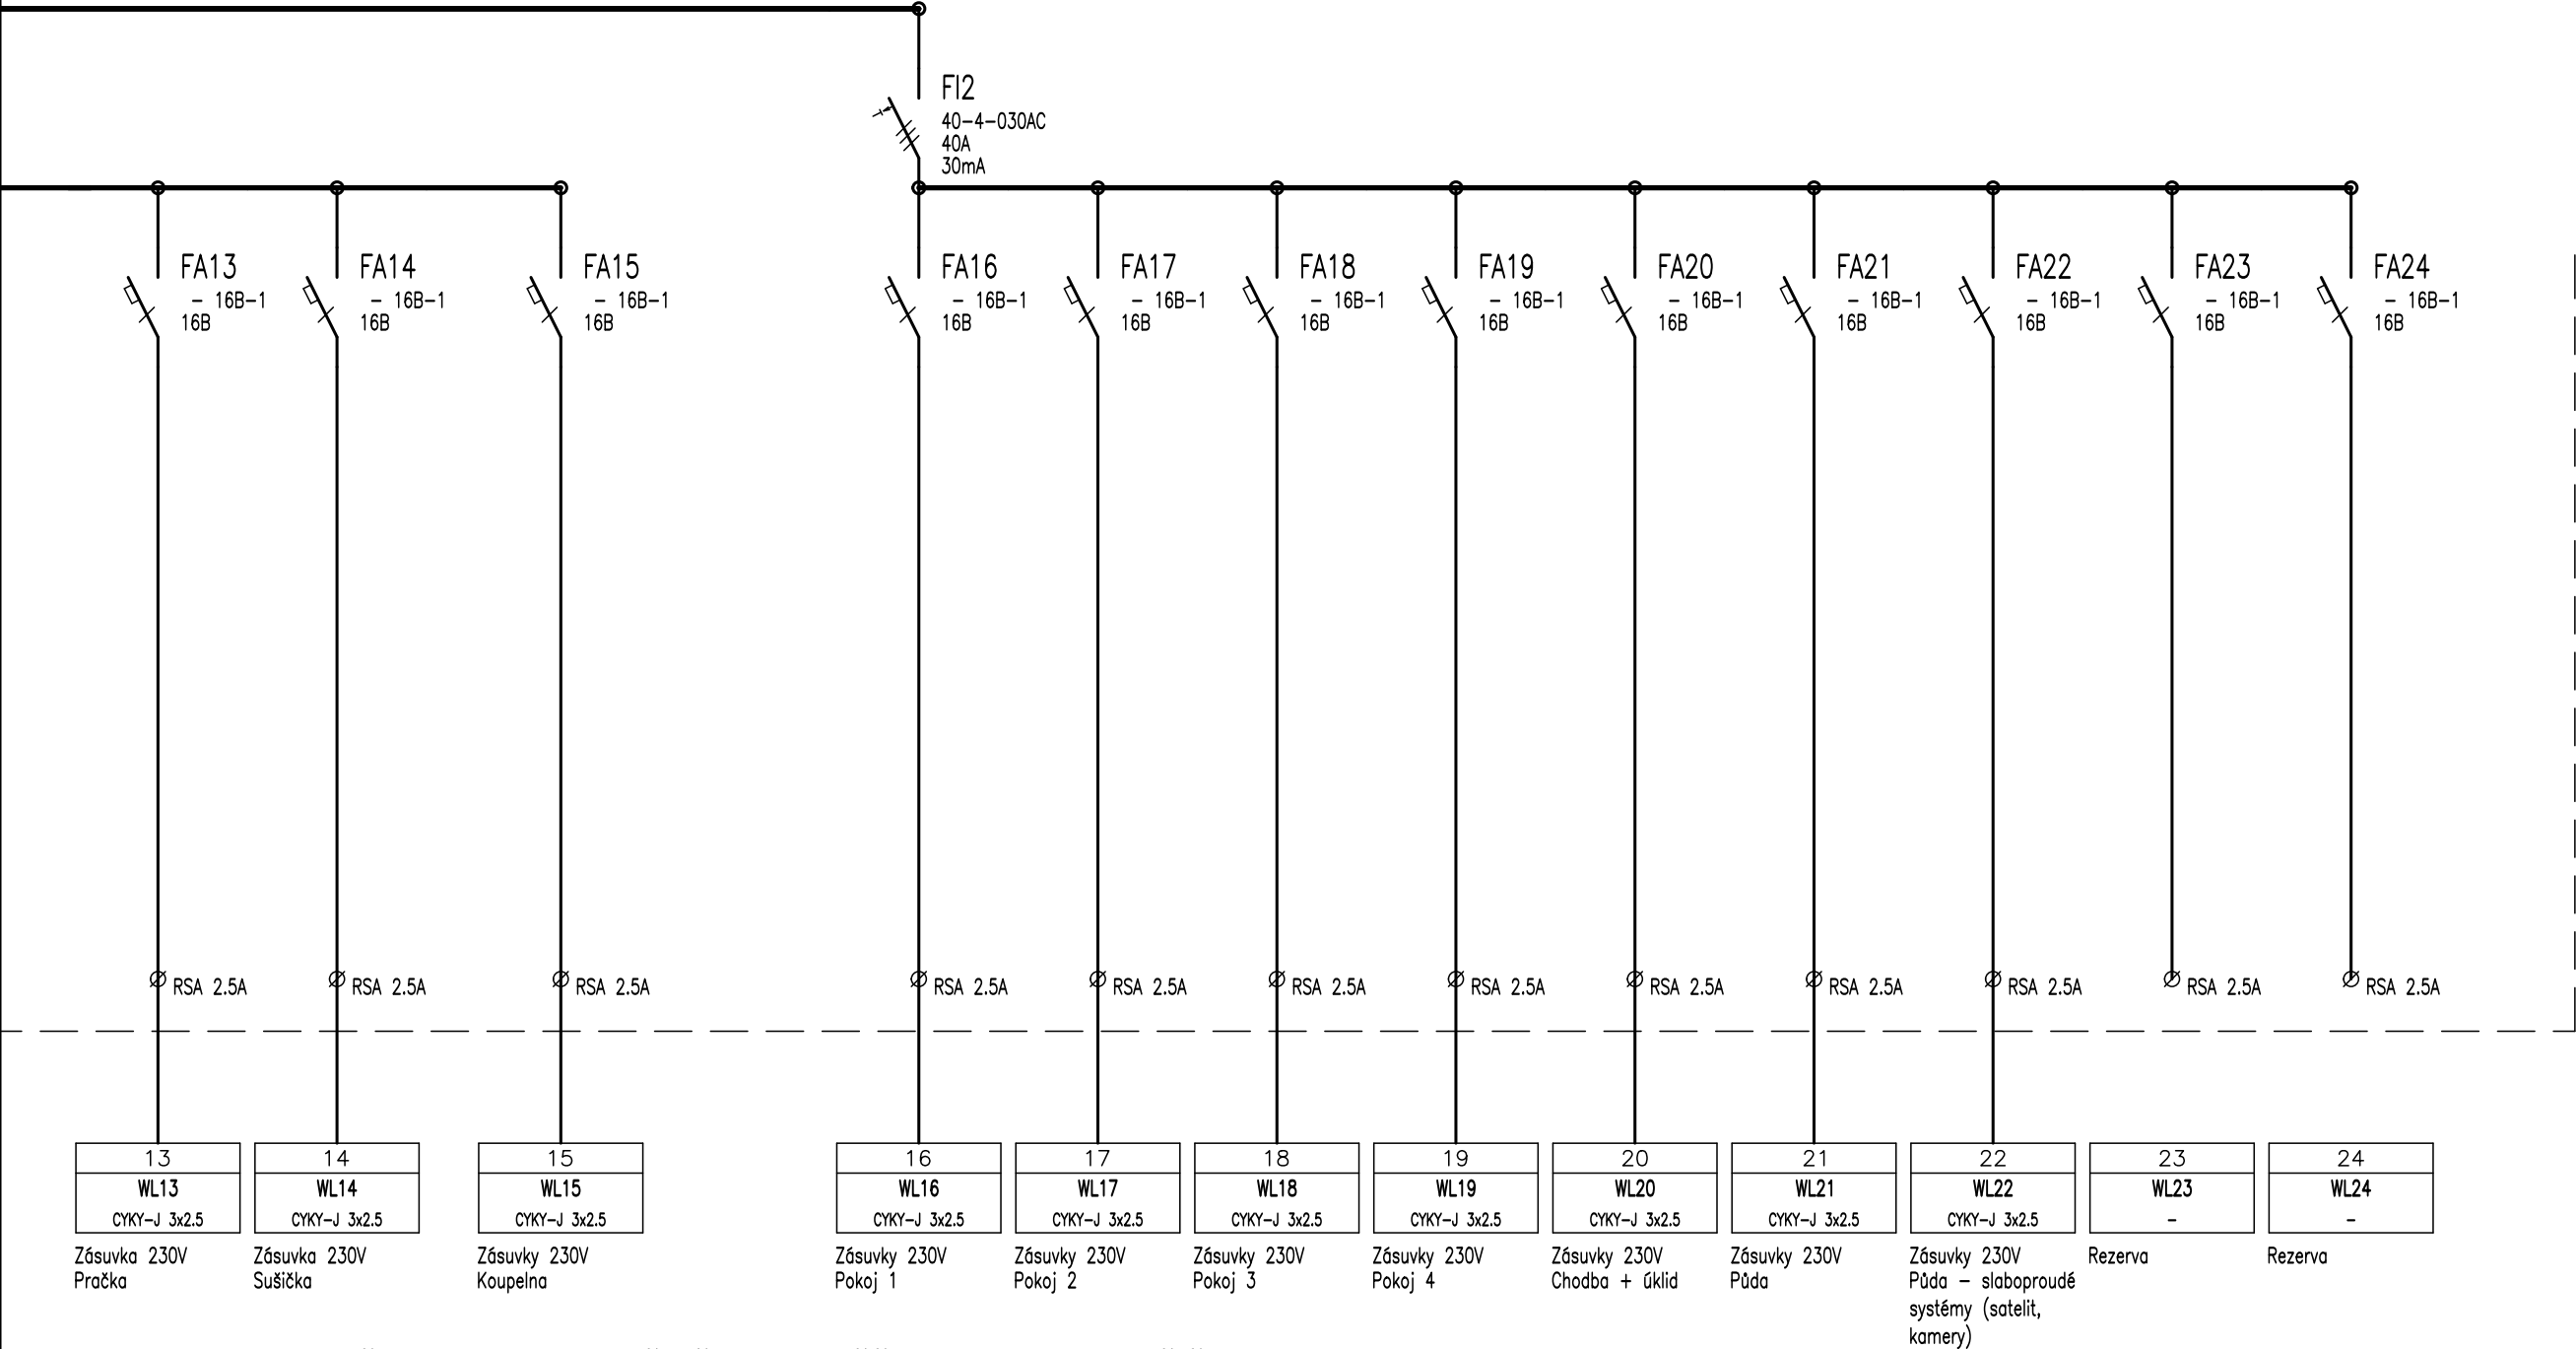 FI2
40-4-030AC
40A
30mA
FA13
- 16B-1
16B
FA14
- 16B-1
16B
FA15
- 16B-1
16B
FA16
- 16B-1
16B
FA17
- 16B-1
16B
FA18
- 16B-1
16B
FA19
- 16B-1
16B
FA20
- 16B-1
16B
FA21
- 16B-1
16B
FA22
- 16B-1
16B
FA23
- 16B-1
16B
FA24
- 16B-1
16B
RSA 2.5A
RSA 2.5A
RSA 2.5A
RSA 2.5A
RSA 2.5A
RSA 2.5A
RSA 2.5A
RSA 2.5A
RSA 2.5A
RSA 2.5A
RSA 2.5A
RSA 2.5A
13
WL13
CYKY-J 3x2.5
Zásuvka 230V
Pračka
14
WL14
CYKY-J 3x2.5
Zásuvka 230V
Sušička
15
WL15
CYKY-J 3x2.5
Zásuvky 230V
Koupelna
16
WL16
CYKY-J 3x2.5
Zásuvky 230V
Pokoj 1
17
WL17
CYKY-J 3x2.5
Zásuvky 230V
Pokoj 2
18
WL18
CYKY-J 3x2.5
Zásuvky 230V
Pokoj 3
19
WL19
CYKY-J 3x2.5
Zásuvky 230V
Pokoj 4
20
WL20
CYKY-J 3x2.5
Zásuvky 230V
Chodba + úklid
21
WL21
CYKY-J 3x2.5
Zásuvky 230V
Půda
22
WL22
CYKY-J 3x2.5
Zásuvky 230V
Půda - slaboproudé
systémy (satelit,
kamery)
23
WL23
-
Rezerva
24
WL24
-
Rezerva